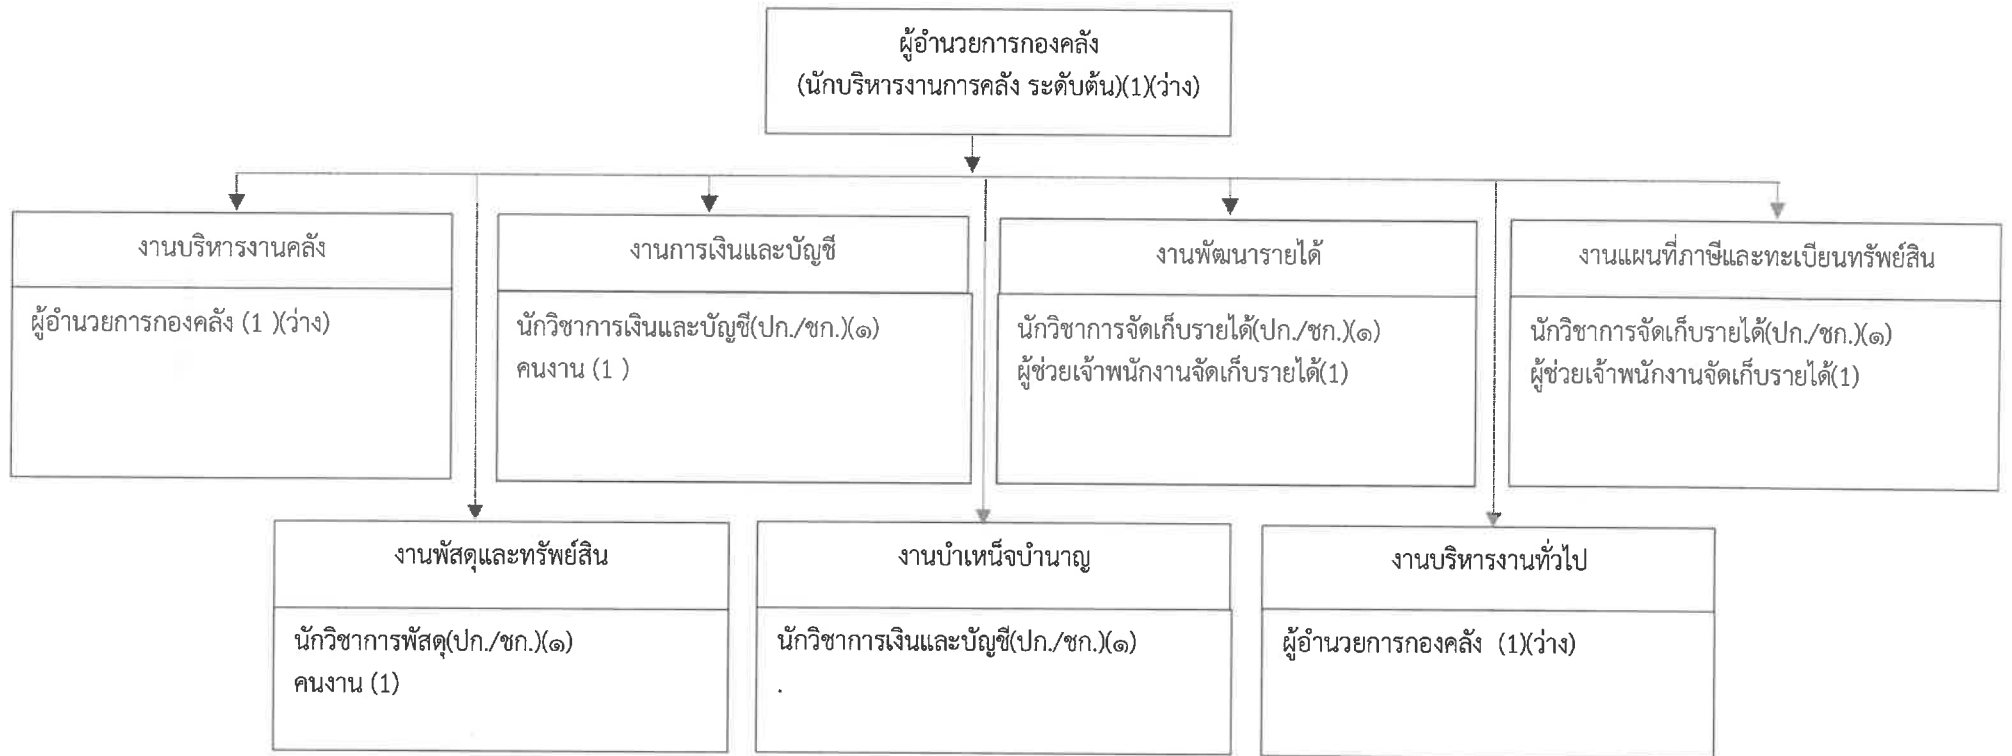 ผู้อำนวยการกองคลัง
(นักบริหารงานการคลัง ระดับต้น)(1)(ว่าง)
งานบริหารงานคลัง
ผู้อำนวยการกองคลัง (1 )(ว่าง)
งานการเงินและบัญชี
นักวิชาการเงินและบัญชี(ปก./ชก.)(๑)
คนงาน (1 )
งานพัฒนารายได้
นักวิชาการจัดเก็บรายได้(ปก./ชก.)(๑)
ผู้ช่วยเจ้าพนักงานจัดเก็บรายได้(1)
งานแผนที่ภาษีและทะเบียนทรัพย์สิน
นักวิชาการจัดเก็บรายได้(ปก./ชก.)(๑)
ผู้ช่วยเจ้าพนักงานจัดเก็บรายได้(1)
งานพัสดุและทรัพย์สิน
นักวิชาการพัสดุ(ปก./ชก.)(๑)
คนงาน (1)
งานบำเหน็จบำนาญ
นักวิชาการเงินและบัญชี(ปก./ชก.)(๑)
.
งานบริหารงานทั่วไป
ผู้อำนวยการกองคลัง (1)(ว่าง)